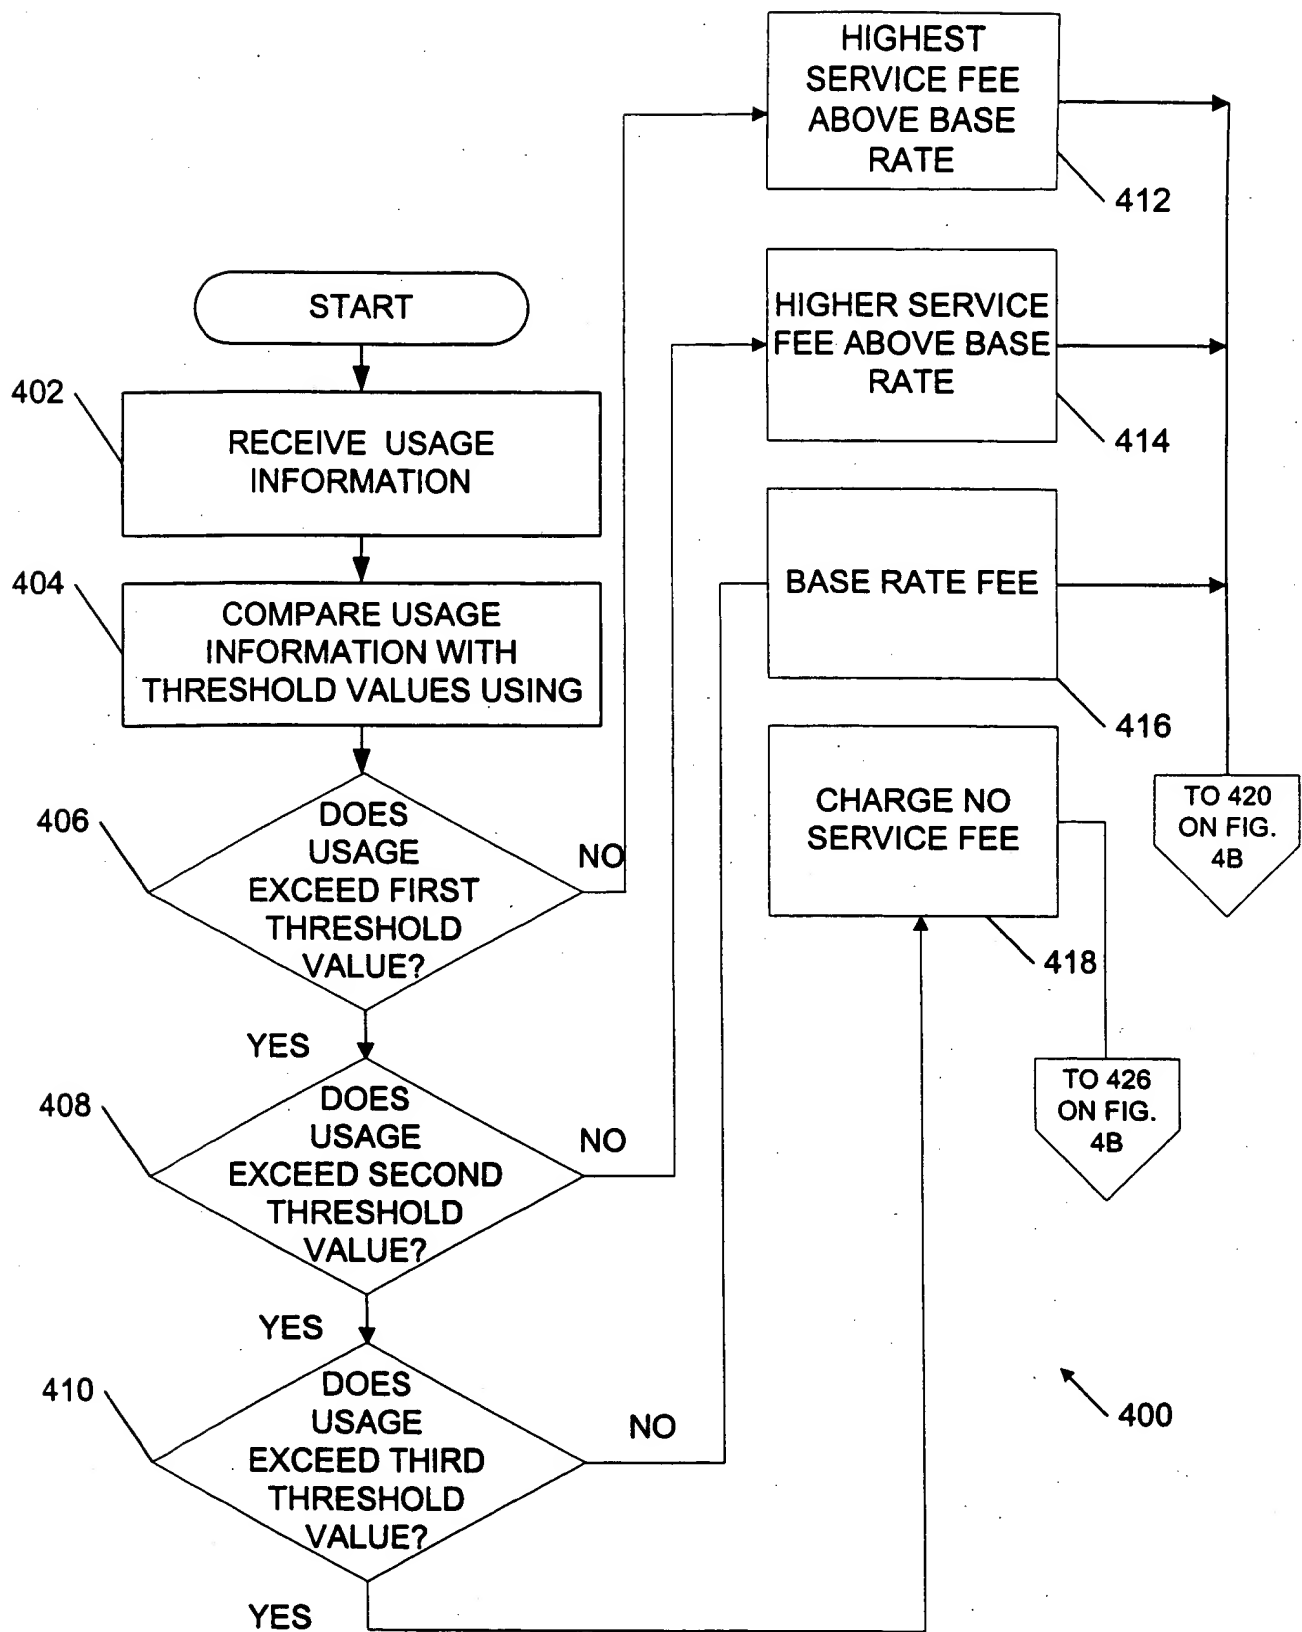 HIGHEST
SERVICE FEE
ABOVE BASE
RATE
412
START
HIGHER SERVICE
FEE ABOVE BASE
RATE
414
402
RECEIVE USAGE
INFORMATION
BASE RATE FEE
416
404
COMPARE USAGE
INFORMATION WITH
THRESHOLD VALUES USING
CHARGE NO
SERVICE FEE
418
TO 420
ON FIG.
4B
406
DOES
USAGE
EXCEED FIRST
THRESHOLD
VALUE?
NO
YES
TO 426
ON FIG.
4B
408
DOES
USAGE
EXCEED SECOND
THRESHOLD
VALUE?
NO
YES
410
DOES
USAGE
EXCEED THIRD
THRESHOLD
VALUE?
NO
400
YES